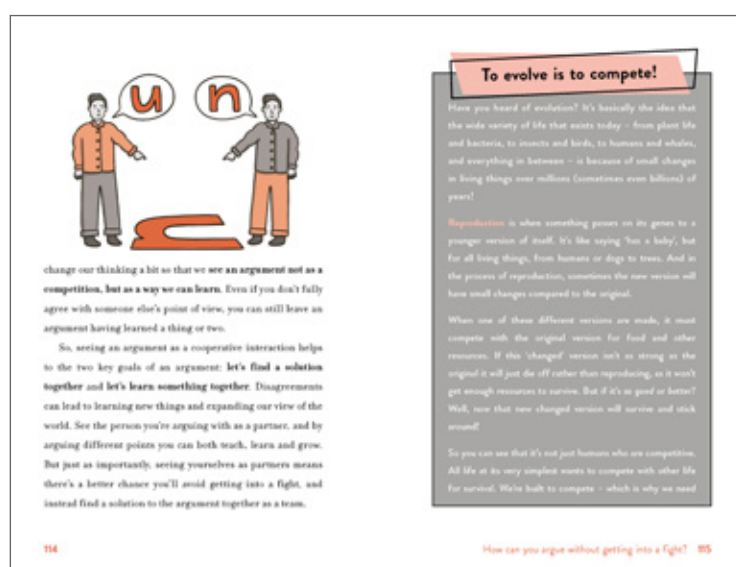 u n
change our thinking a bit so that we see an argument not as a
competition, but as a way we can learn. Even if you don't fully
agree with someone else's point of view, you can still leave an
argument having learned a thing or two.
So, seeing an argument as a cooperative interaction helps
to the two key goals of an argument: let's find a solution
together and let's learn something together. Disagreements
can lead to learning new things and expanding our view of the
world. See the person you're arguing with as a partner, and by
arguing different points you can both teach, learn and grow.
But just as importantly, seeing yourselves as partners means
there's a better chance you'll avoid getting into a fight, and
instead find a solution to the argument together as a team.
114
To evolve is to compete!
Have you heard of evolution? It's basically the idea that
the wide variety of life that exists today – from plant life
and bacteria, to insects and birds, to humans and whales,
and everything in between – is because of small changes
in living things over millions (sometimes even billions) of
years!
Reproduction is when something passes on its genes to a
younger version of itself. It's like saying 'has a baby', but
for all living things, from humans or dogs to trees. And in
the process of reproduction, sometimes the new version will
have small changes compared to the original.
When one of these different versions are made, it must
compete with the original version for food and other
resources. If this 'changed' version isn't as strong as the
original it will just die off rather than reproducing, as it won't
get enough resources to survive. But if it's as good or better?
Well, now that new changed version will survive and stick
around!
So you can see that it's not just humans who are competitive.
All life at its very simplest wants to compete with other life
for survival. We're built to compete – which is why we need
How can you argue without getting into a fight? 115